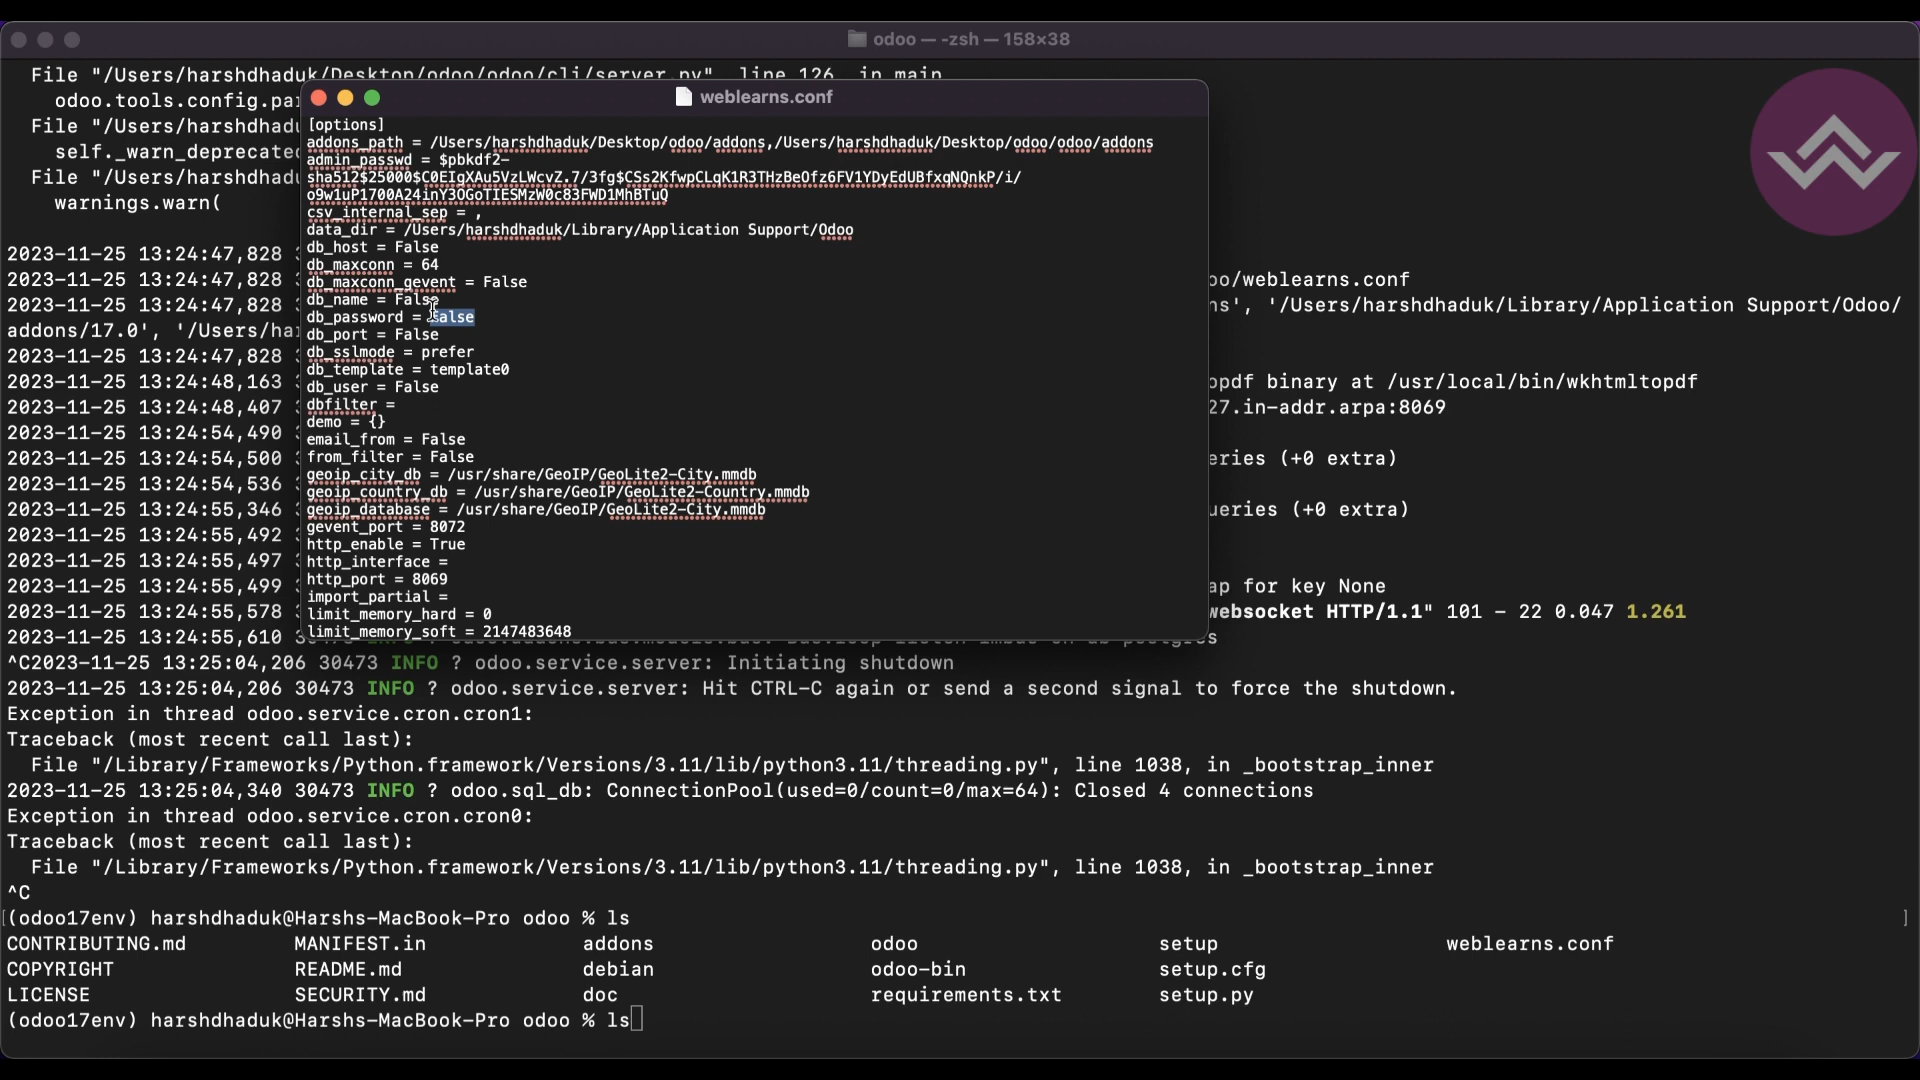 odoo — -zsh — 158×38
File "/Users/harshdhaduk/Desktop/odoo/odoo/cli/server.py", line 126, in main
odoo.tools.config.par
File "/Users/harshdhadu
self._warn_deprecated
File "/Users/harshdhadu
warnings.warn(
weblearns.conf
[options]
addons_path = /Users/harshdhaduk/Desktop/odoo/addons,/Users/harshdhaduk/Desktop/odoo/odoo/addons
admin_passwd = $pbkdf2-
sha512$25000$C0EIgXAu5VzLWcvZ.7/3fg$CSs2KfwpCLqK1R3THzBeOfz6FV1YDyEdUBfxqNQnkP/i/
o9w1uP1700A24inY3OGoTIESMzW0c83FWD1MhBTuQ
csv_internal_sep = ,
data_dir = /Users/harshdhaduk/Library/Application Support/Odoo
db_host = False
db_maxconn = 64
db_maxconn_gevent = False
db_name = False
db_password = False
db_port = False
db_sslmode = prefer
db_template = template0
db_user = False
dbfilter =
demo = {}
email_from = False
from_filter = False
geoip_city_db = /usr/share/GeoIP/GeoLite2-City.mmdb
geoip_country_db = /usr/share/GeoIP/GeoLite2-Country.mmdb
geoip_database = /usr/share/GeoIP/GeoLite2-City.mmdb
gevent_port = 8072
http_enable = True
http_interface =
http_port = 8069
import_partial =
limit_memory_hard = 0
limit_memory_soft = 2147483648
2023-11-25 13:24:47,828
2023-11-25 13:24:47,828 oo/weblearns.conf
2023-11-25 13:24:47,828 ns', '/Users/harshdhaduk/Library/Application Support/Odoo/
addons/17.0', '/Users/har
2023-11-25 13:24:47,828
2023-11-25 13:24:48,163 opdf binary at /usr/local/bin/wkhtmltopdf
2023-11-25 13:24:48,407 27.in-addr.arpa:8069
2023-11-25 13:24:54,490
2023-11-25 13:24:54,500 eries (+0 extra)
2023-11-25 13:24:54,536
2023-11-25 13:24:55,346 ueries (+0 extra)
2023-11-25 13:24:55,492
2023-11-25 13:24:55,497
2023-11-25 13:24:55,499 ap for key None
2023-11-25 13:24:55,578 websocket HTTP/1.1" 101 - 22 0.047 1.261
2023-11-25 13:24:55,610
^C2023-11-25 13:25:04,206 30473 INFO ? odoo.service.server: Initiating shutdown
2023-11-25 13:25:04,206 30473 INFO ? odoo.service.server: Hit CTRL-C again or send a second signal to force the shutdown.
Exception in thread odoo.service.cron.cron1:
Traceback (most recent call last):
File "/Library/Frameworks/Python.framework/Versions/3.11/lib/python3.11/threading.py", line 1038, in _bootstrap_inner
2023-11-25 13:25:04,340 30473 INFO ? odoo.sql_db: ConnectionPool(used=0/count=0/max=64): Closed 4 connections
Exception in thread odoo.service.cron.cron0:
Traceback (most recent call last):
File "/Library/Frameworks/Python.framework/Versions/3.11/lib/python3.11/threading.py", line 1038, in _bootstrap_inner
^C
[(odoo17env) harshdhaduk@Harshs-MacBook-Pro odoo % ls ]
CONTRIBUTING.md MANIFEST.in addons odoo setup weblearns.conf
COPYRIGHT README.md debian odoo-bin setup.cfg
LICENSE SECURITY.md doc requirements.txt setup.py
(odoo17env) harshdhaduk@Harshs-MacBook-Pro odoo % ls